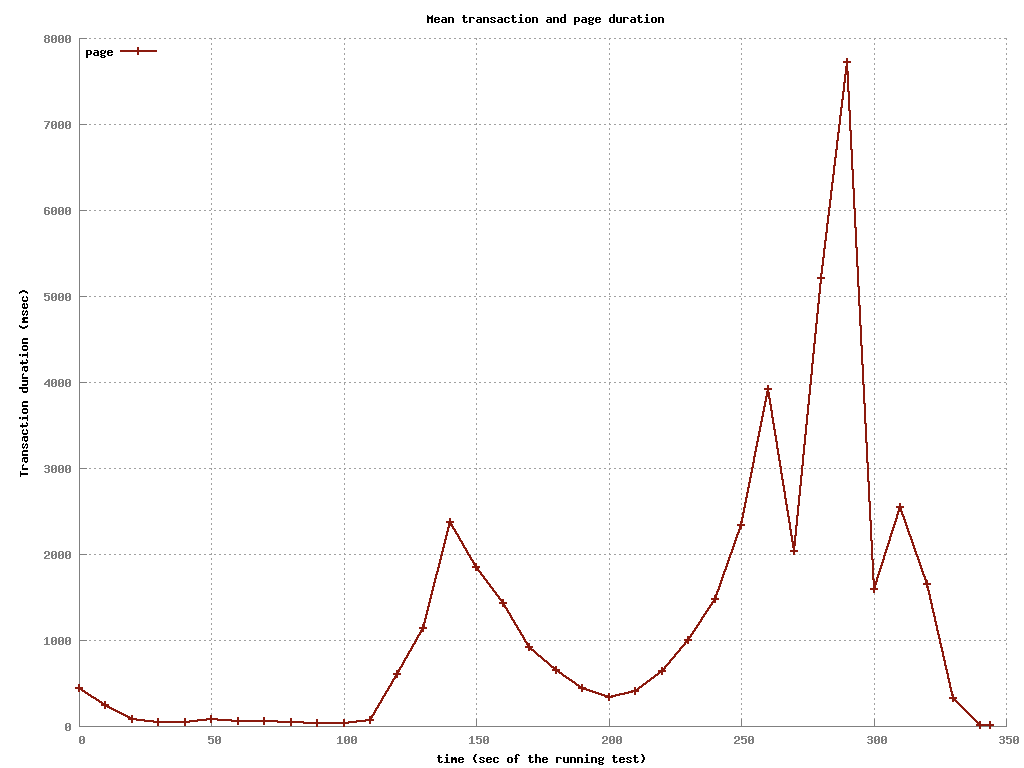 Mean transaction and page duration
page
8000
7000
6000
5000
4000
3000
2000
1000
0
Transaction duration (msec)
0 50 100 150 200 250 300 350
time (sec of the running test)